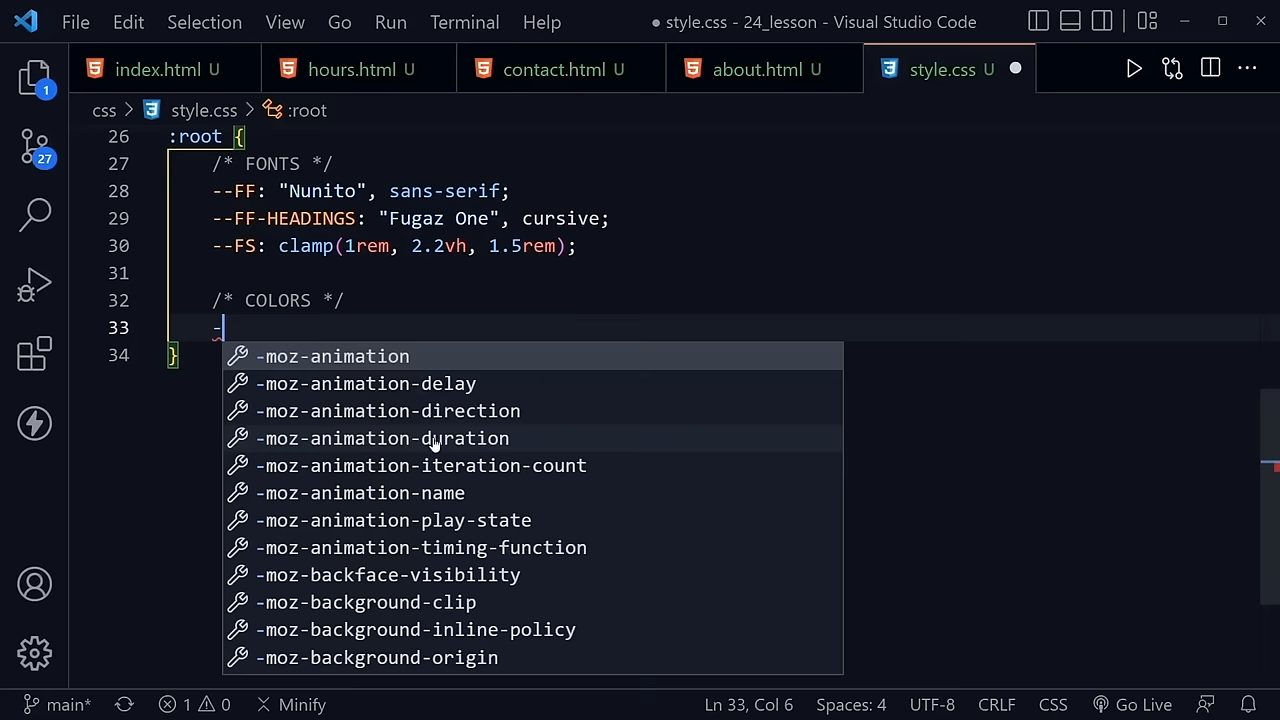 File Edit Selection View Go Run Terminal Help ● style.css - 24_lesson - Visual Studio Code
index.html U hours.html U contact.html U about.html U style.css U
css > style.css > :root
1
27
26 :root {
27 /* FONTS */
28 --FF: "Nunito", sans-serif;
29 --FF-HEADINGS: "Fugaz One", cursive;
30 --FS: clamp(1rem, 2.2vh, 1.5rem);
31
32 /* COLORS */
33 -
34 }
-moz-animation
-moz-animation-delay
-moz-animation-direction
-moz-animation-duration
-moz-animation-iteration-count
-moz-animation-name
-moz-animation-play-state
-moz-animation-timing-function
-moz-backface-visibility
-moz-background-clip
-moz-background-inline-policy
-moz-background-origin
main* 1 0 Minify Ln 33, Col 6 Spaces: 4 UTF-8 CRLF CSS Go Live